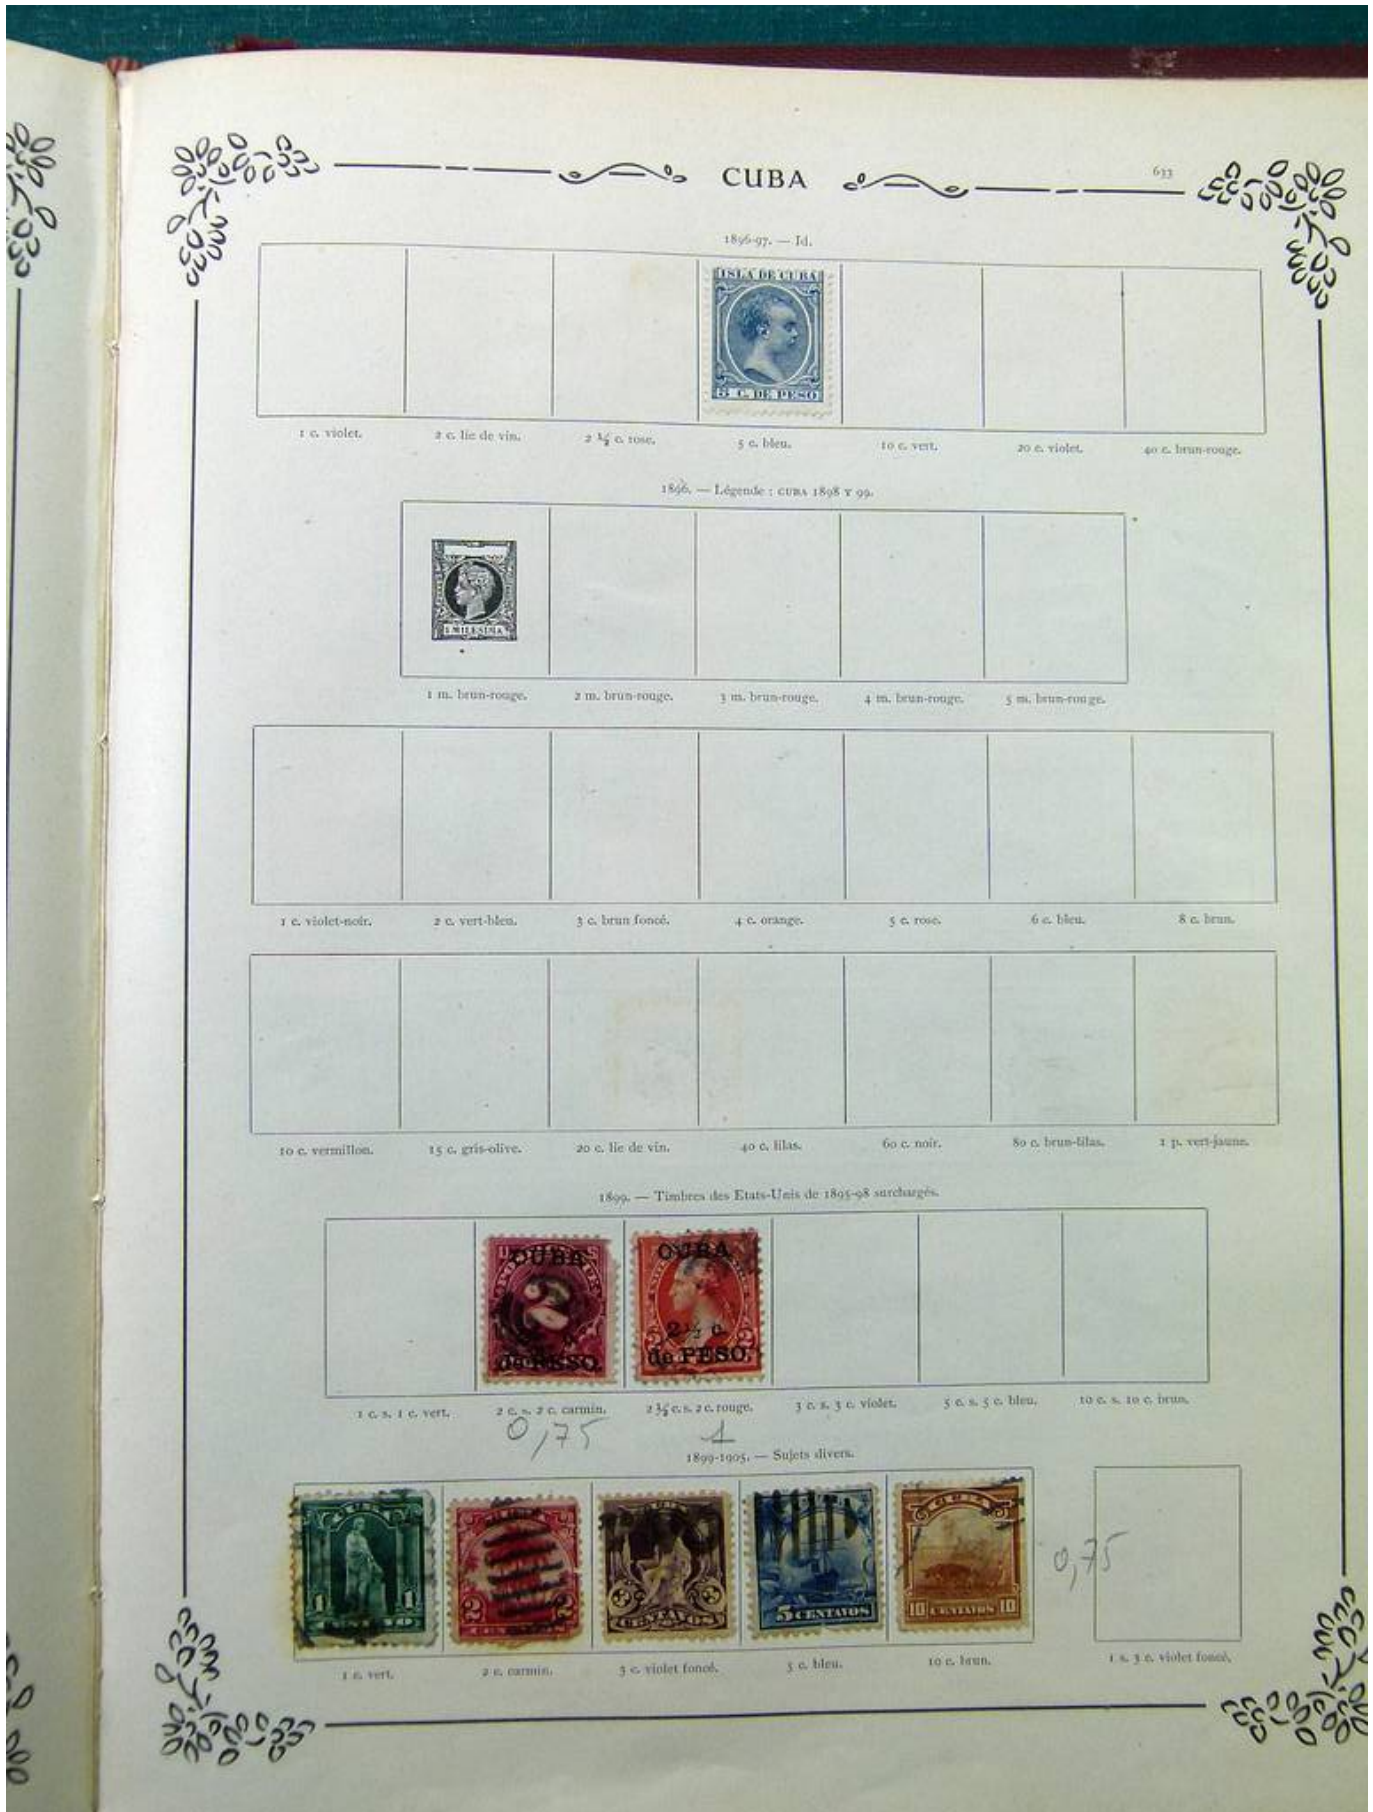 CUBA
633
1896-97. — Id.
ISLA DE CUBA
5 C. DE PESO
1 c. violet. 2 c. lie de vin. 2 ½ c. rose. 5 c. bleu. 10 c. vert. 20 c. violet. 40 c. brun-rouge.
1896. — Légende : CUBA 1898 Y 99.
1 MILESIMA
1 m. brun-rouge. 2 m. brun-rouge. 3 m. brun-rouge. 4 m. brun-rouge. 5 m. brun-rouge.
1 c. violet-noir. 2 c. vert-bleu. 3 c. brun foncé. 4 c. orange. 5 c. rose. 6 c. bleu. 8 c. brun.
10 c. vermillon. 15 c. gris-olive. 20 c. lie de vin. 40 c. lilas. 60 c. noir. 80 c. brun-lilas. 1 p. vert-jaune.
1899. — Timbres des Etats-Unis de 1895-98 surchargés.
CUBA CUBA
2½ c.
de PESO de PESO
1 c. s. 1 c. vert. 2 c. s. 2 c. carmin. 2 ½ c. s. 2 c. rouge. 3 c. s. 3 c. violet. 5 c. s. 5 c. bleu. 10 c. s. 10 c. brun.
0,75 1
1899-1905. — Sujets divers.
CUBA CUBA
0,75
1 CENTAVO 1 2 2 CENTAVOS 5 CENTAVOS 10 CENTAVOS 10
1 c. vert. 2 c. carmin. 3 c. violet foncé. 5 c. bleu. 10 c. brun. 1 s. 3 c. violet foncé.